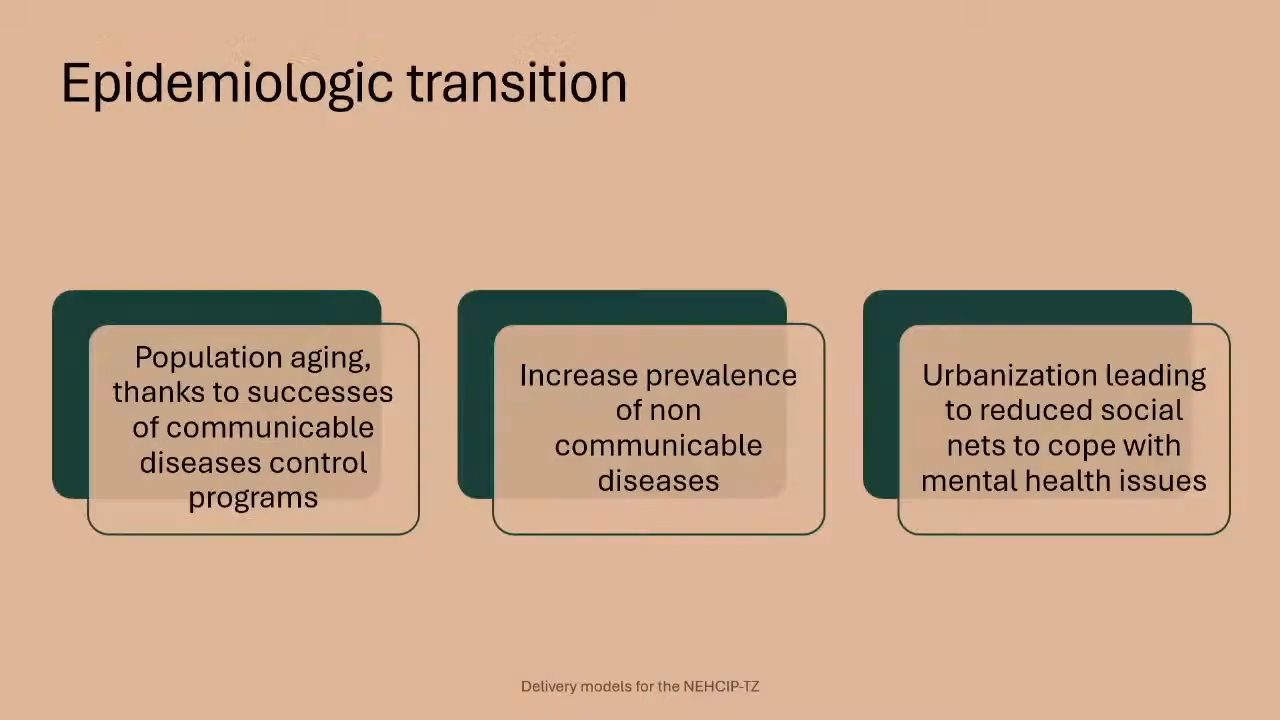 Epidemiologic transition
Population aging,
thanks to successes
of communicable
diseases control
programs
Increase prevalence
of non
communicable
diseases
Urbanization leading
to reduced social
nets to cope with
mental health issues
Delivery models for the NEHCIP-TZ